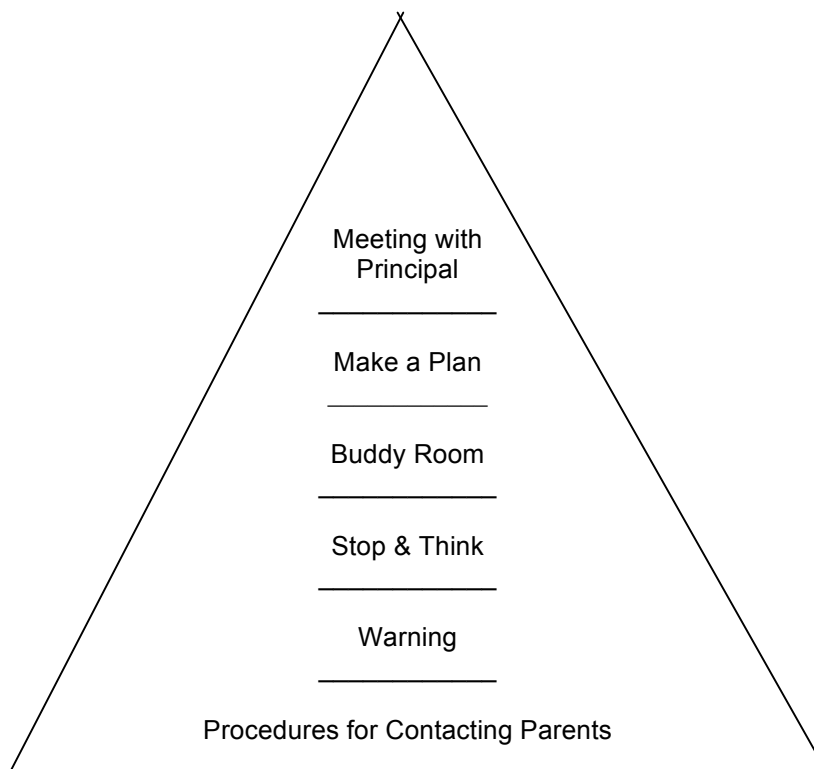 Meeting with
Principal
Make a Plan
Buddy Room
Stop & Think
Warning
Procedures for Contacting Parents